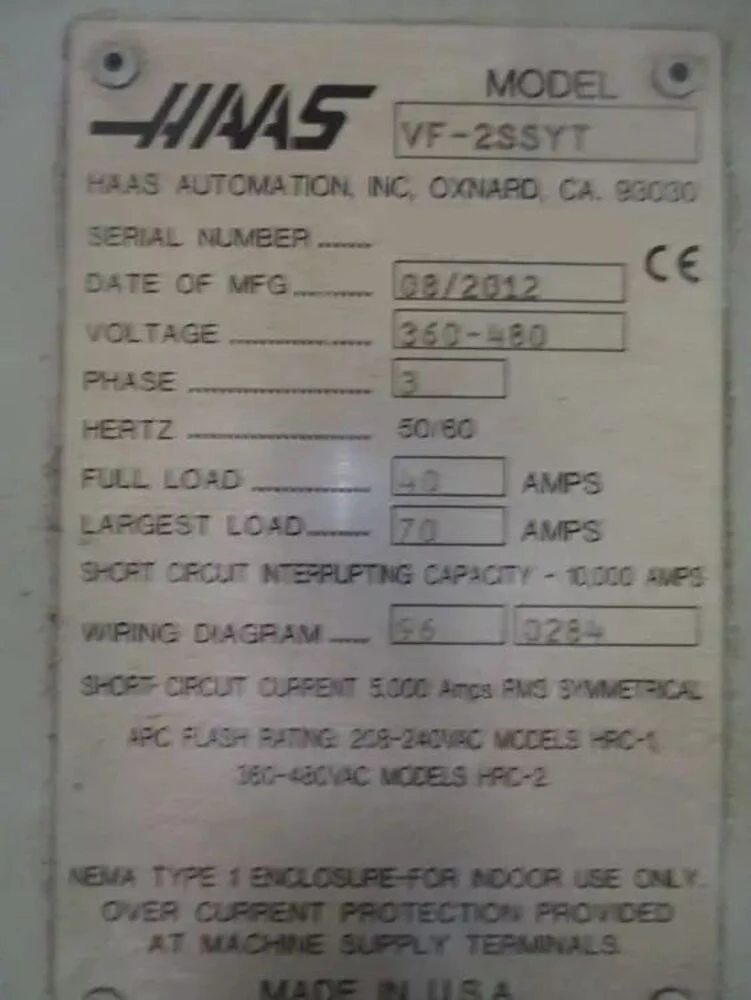 HAAS
MODEL
VF-2SSYT
HAAS AUTOMATION, INC, OXNARD, CA. 93030
SERIAL NUMBER .......
CE
DATE OF MFG .......... 08/2012
VOLTAGE .................. 360-480
PHASE ....................... 3
HERTZ ....................... 50/60
FULL LOAD ............... 40 AMPS
LARGEST LOAD ........ 70 AMPS
SHORT CIRCUIT INTERRUPTING CAPACITY - 10,000 AMPS
WIRING DIAGRAM ..... 96 0284
SHORT CIRCUIT CURRENT 5,000 Amps RMS SYMMETRICAL
ARC FLASH RATING: 208-240VAC MODELS HRC-1,
360-480VAC MODELS HRC-2
NEMA TYPE 1 ENCLOSURE-FOR INDOOR USE ONLY.
OVER CURRENT PROTECTION PROVIDED
AT MACHINE SUPPLY TERMINALS.
MADE IN U.S.A.